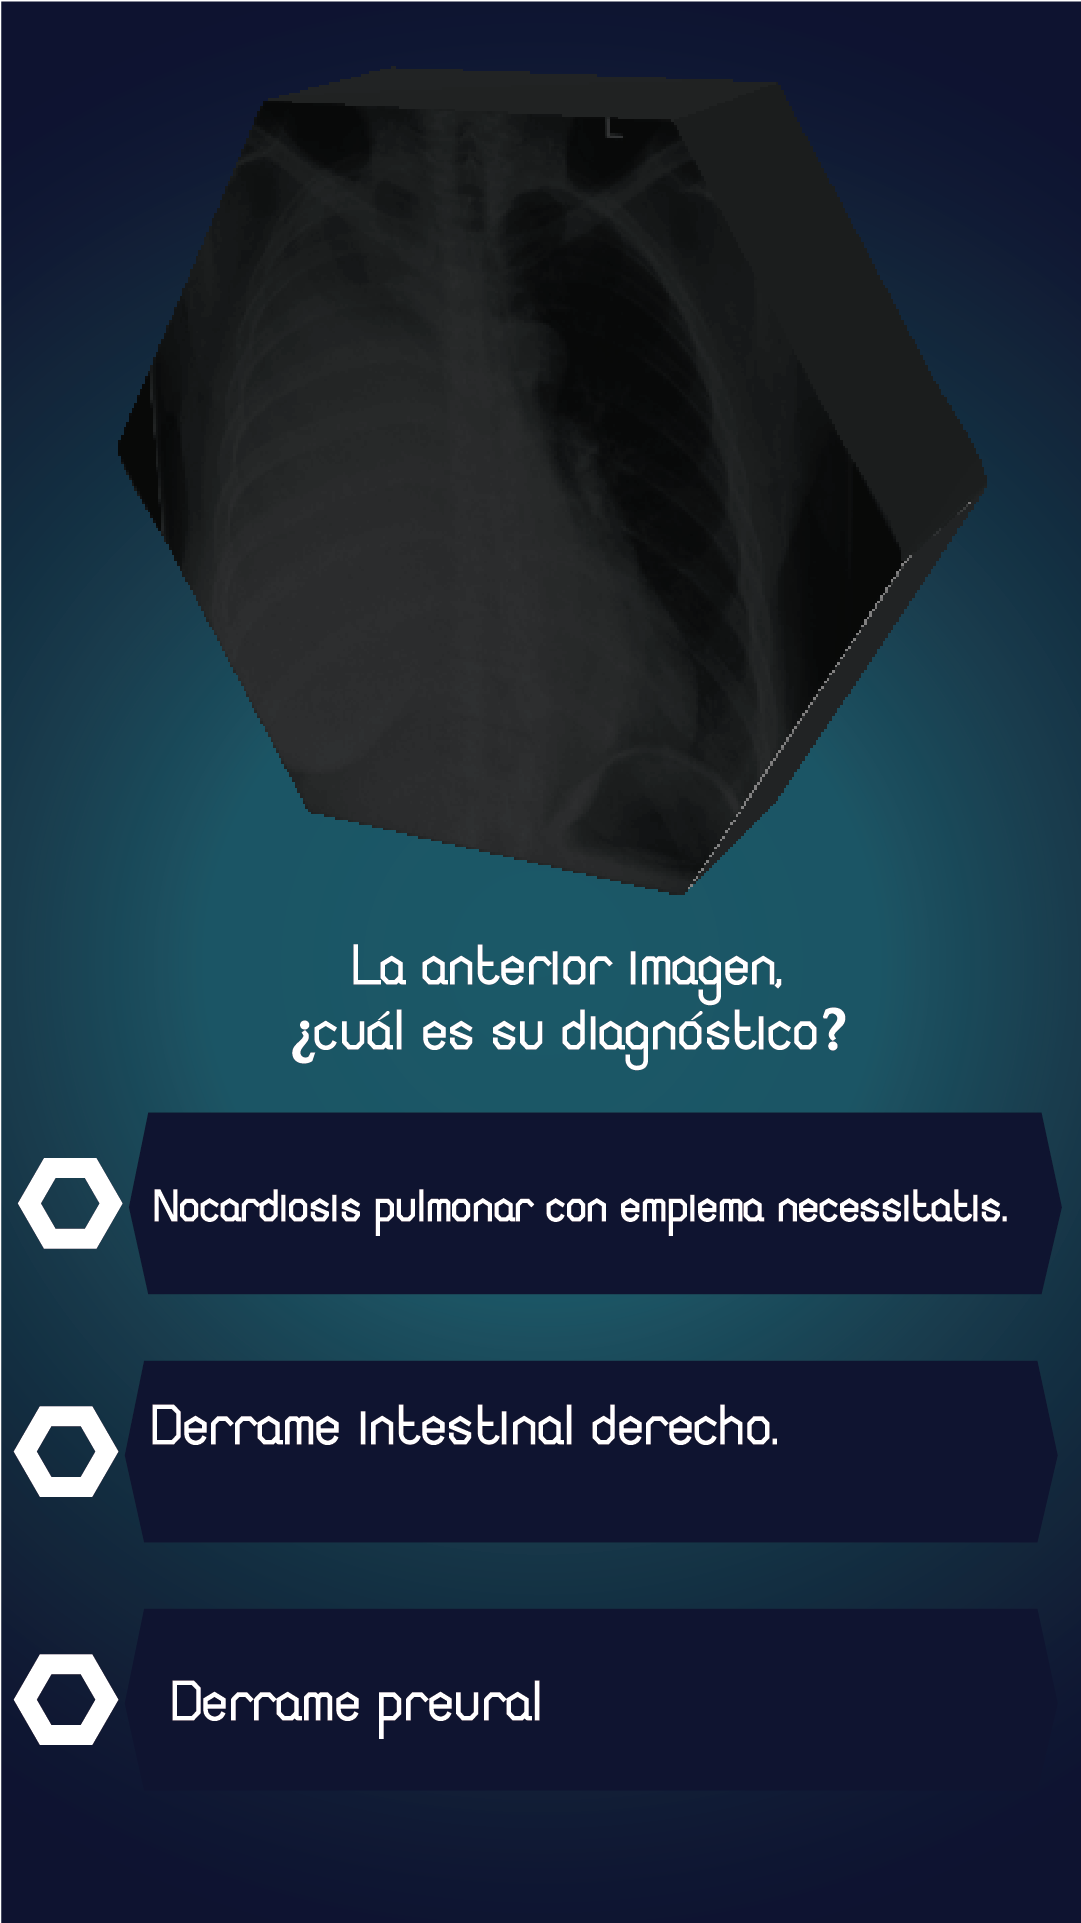 L
La anterior imagen,
¿cuál es su diagnóstico?
Nocardiosis pulmonar con empiema necessitatis.
Derrame intestinal derecho.
Derrame preural